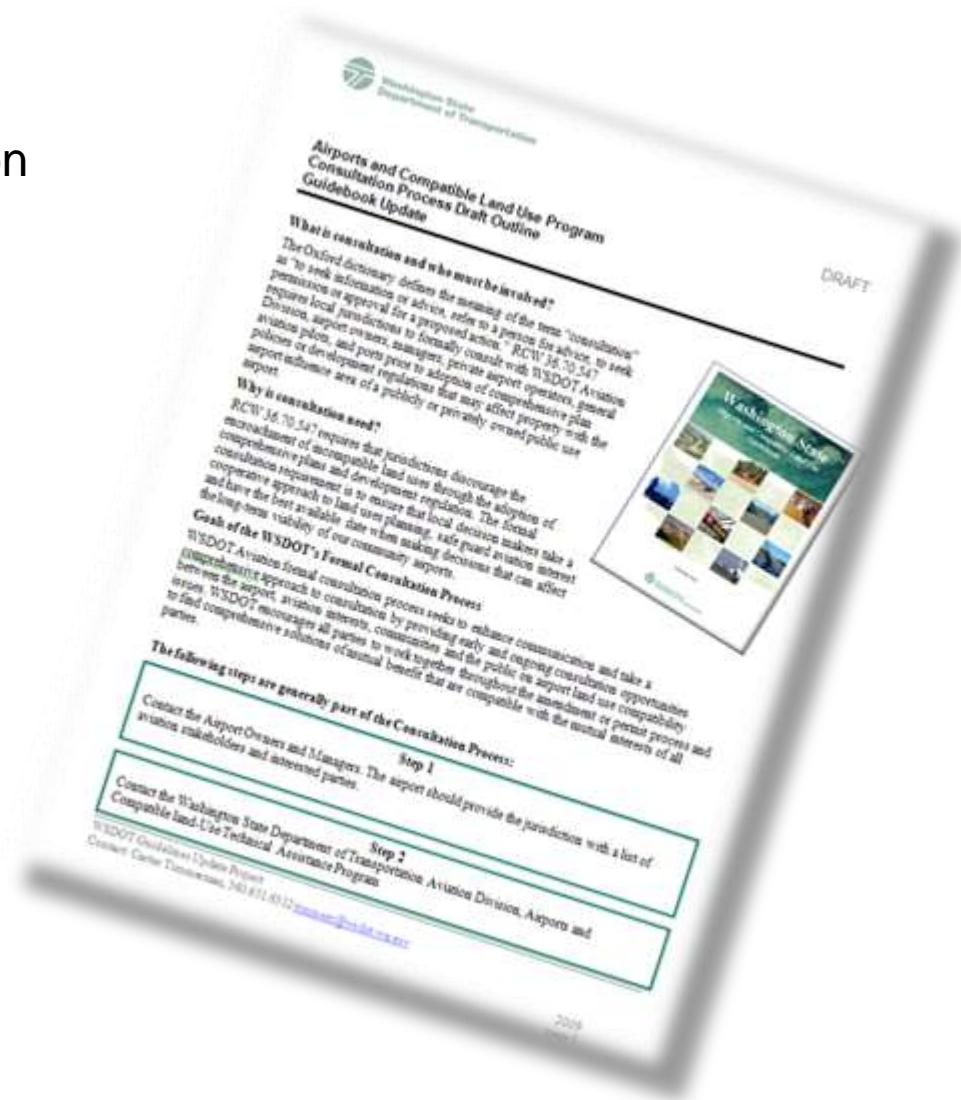 on
Washington State
Department of Transportation
Airports and Compatible Land Use Program
Consultation Process Draft Outline
Guidebook Update
DRAFT
What is consultation and who must be involved?
The Oxford dictionary defines the meaning of the term "consultation"
as "to seek information or advice, refer to a person for advice, to seek
permission or approval for a proposed action." RCW 36.70.547
requires local jurisdictions to formally consult with WSDOT Aviation
Division, airport owners, managers, private airport operators, general
aviation pilots, and ports prior to adoption of comprehensive plan
policies or development regulations that may affect property with the
airport influence area of a publicly or privately owned public use
airport.
Why is consultation need?
RCW 36.70.547 requires that jurisdictions discourage the
encroachment of incompatible land uses through the adoption of
comprehensive plans and development regulation. The formal
consultation requirement is to ensure that local decision makers take a
cooperative approach to land uses planning, safe guard aviation interest
and have the best available date when making decisions that can affect
the long-term viability of our community airports.
Washington State
Goals of the WSDOT's Formal Consultation Process
WSDOT Aviation formal consultation process seeks to enhance communication and take a
comprehensive approach to consultation by providing early and ongoing consultation opportunities
between the airport, aviation interests, communities and the public on airport land use compatibility
issues. WSDOT encourages all parties to work together throughout the amendment or permit process and
to find comprehensive solutions of mutual benefit that are compatible with the mutual interests of all
parties.
The following steps are generally part of the Consultation Process:
Step 1
Contact the Airport Owners and Managers. The airport should provide the jurisdiction with a list of
aviation stakeholders and interested parties.
Step 2
Contact the Washington State Department of Transportation Aviation Division, Airports and
Compatible land-Use Technical Assistance Program
WSDOT Guidelines Update Project
Contact: Carter Timmerman, 360.651.6312
2009